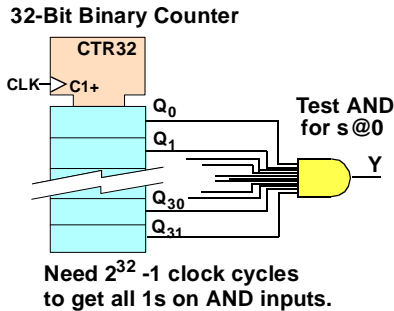 32-Bit Binary Counter
CTR32
CLK
C1+
Q0
Q1
Test AND
for s@0
Y
Q30
Q31
Need 2^32 -1 clock cycles
to get all 1s on AND inputs.